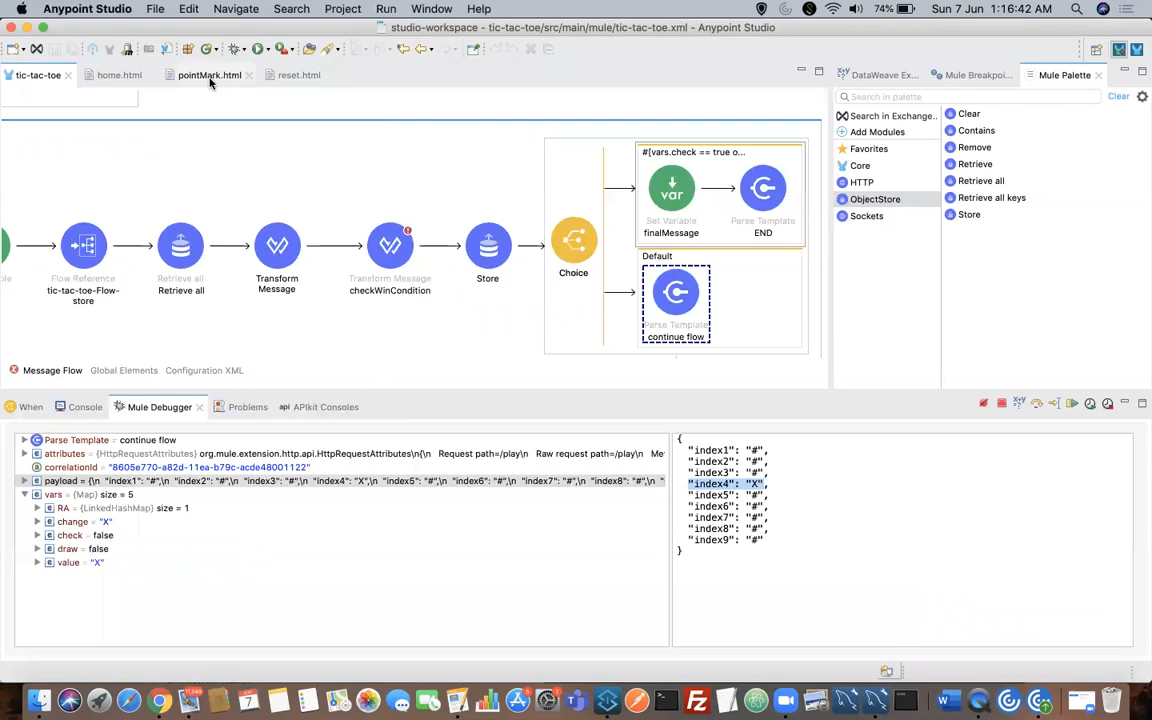 Anypoint Studio File Edit Navigate Search Project Run Window Help 74% Sun 7 Jun 1:16:42 AM
studio-workspace - tic-tac-toe/src/main/mule/tic-tac-toe.xml - Anypoint Studio
tic-tac-toe home.html pointMark.html reset.html
DataWeave Ex... Mule Breakpoi... Mule Palette
Search in palette Clear
Search in Exchange..
Add Modules
Favorites
Core
HTTP
ObjectStore
Sockets
Clear
Contains
Remove
Retrieve
Retrieve all
Retrieve all keys
Store
#[vars.check == true o...
var
Set Variable
finalMessage
Parse Template
END
Default
Parse Template
continue flow
Flow Reference
tic-tac-toe-Flow-
store
Retrieve all
Retrieve all
Transform
Message
Transform Message
checkWinCondition
Store
Choice
Message Flow Global Elements Configuration XML
When Console Mule Debugger Problems api APIkit Consoles
Parse Template = continue flow
attributes = {HttpRequestAttributes} org.mule.extension.http.api.HttpRequestAttributes\n{\n Request path=/play\n Raw request path=/play\n Me
correlationId = "8605e770-a82d-11ea-b79c-acde48001122"
payload = {\n "index1": "#",\n "index2": "#",\n "index3": "#",\n "index4": "X",\n "index5": "#",\n "index6": "#",\n "index7": "#",\n "index8": "#",\n "
vars = {Map} size = 5
RA = {LinkedHashMap} size = 1
change = "X"
check = false
draw = false
value = "X"
{
"index1": "#",
"index2": "#",
"index3": "#",
"index4": "X",
"index5": "#",
"index6": "#",
"index7": "#",
"index8": "#",
"index9": "#"
}